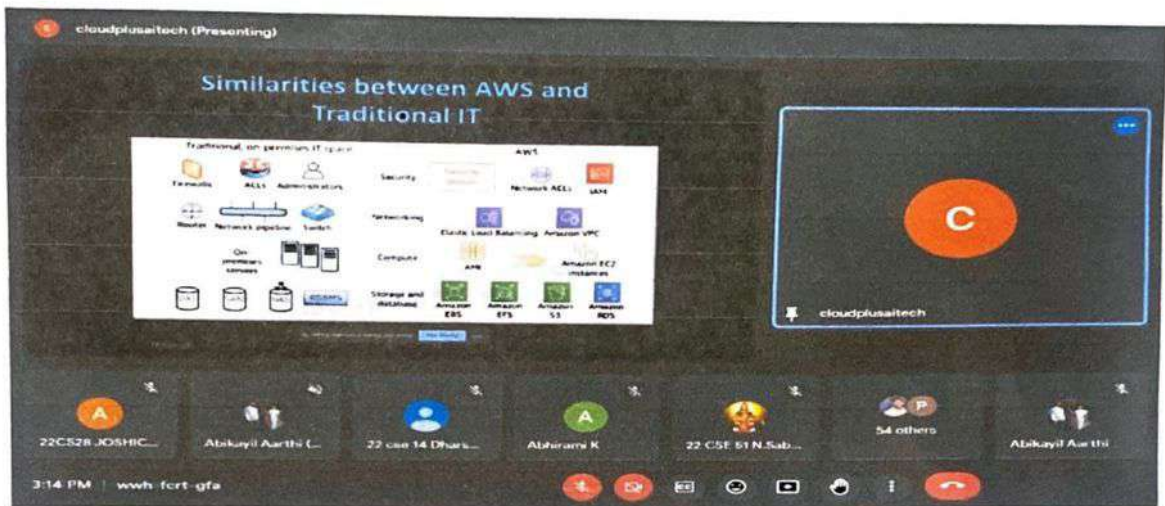 cloudplusaitech (Presenting)
Similarities between AWS and
Traditional IT
Traditional, on-premises IT space
AWS
Firewalls
ACLs
Administrators
Security
Network ACLs
IAM
Router
Network pipeline
Switch
Networking
Elastic Load Balancing
Amazon VPC
On-
premises
servers
Compute
AMI
Amazon EC2
instances
RDBMS
Storage and
database
Amazon
EBS
Amazon
EFS
Amazon
S3
Amazon
RDS
C
cloudplusaitech
A
22CS28 JOSHIC...
Abikayil Aarthi (...
22 cse 14 Dhars...
A
Abhirami K
22 CSE 51 N.Sab...
P
54 others
Abikayil Aarthi
3:14 PM | wwh-fcrt-gfa